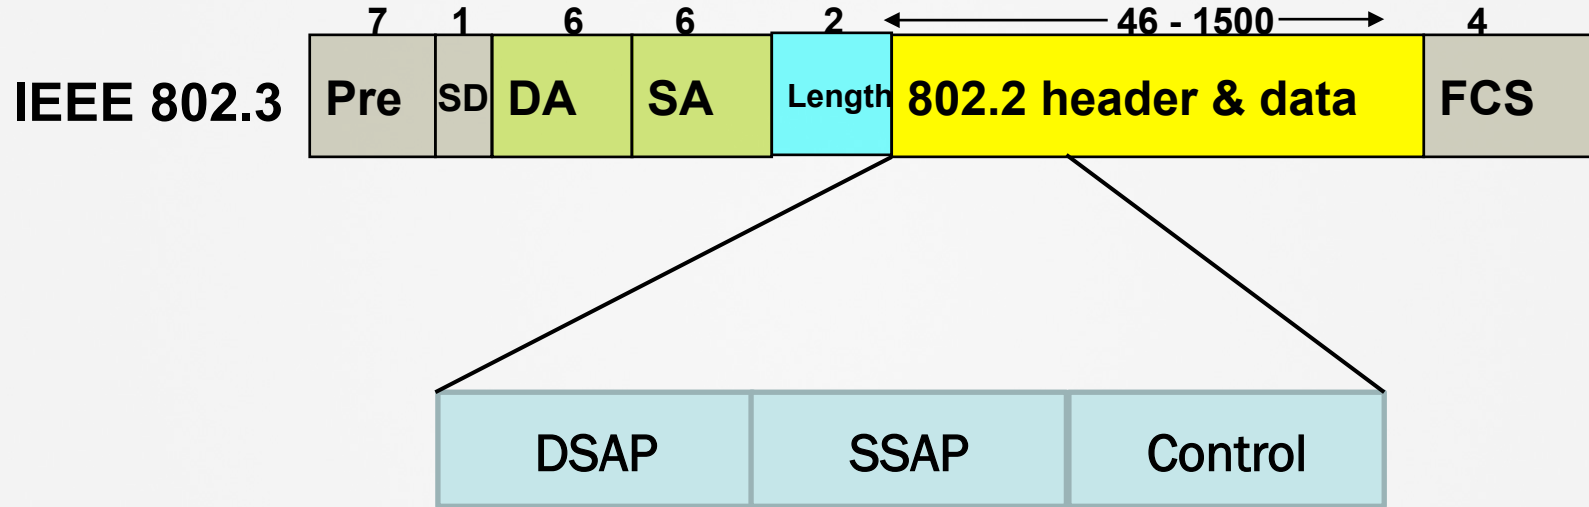 7 1 6 6 2 46 - 1500 4
IEEE 802.3 Pre SD DA SA Length 802.2 header & data FCS
DSAP SSAP Control